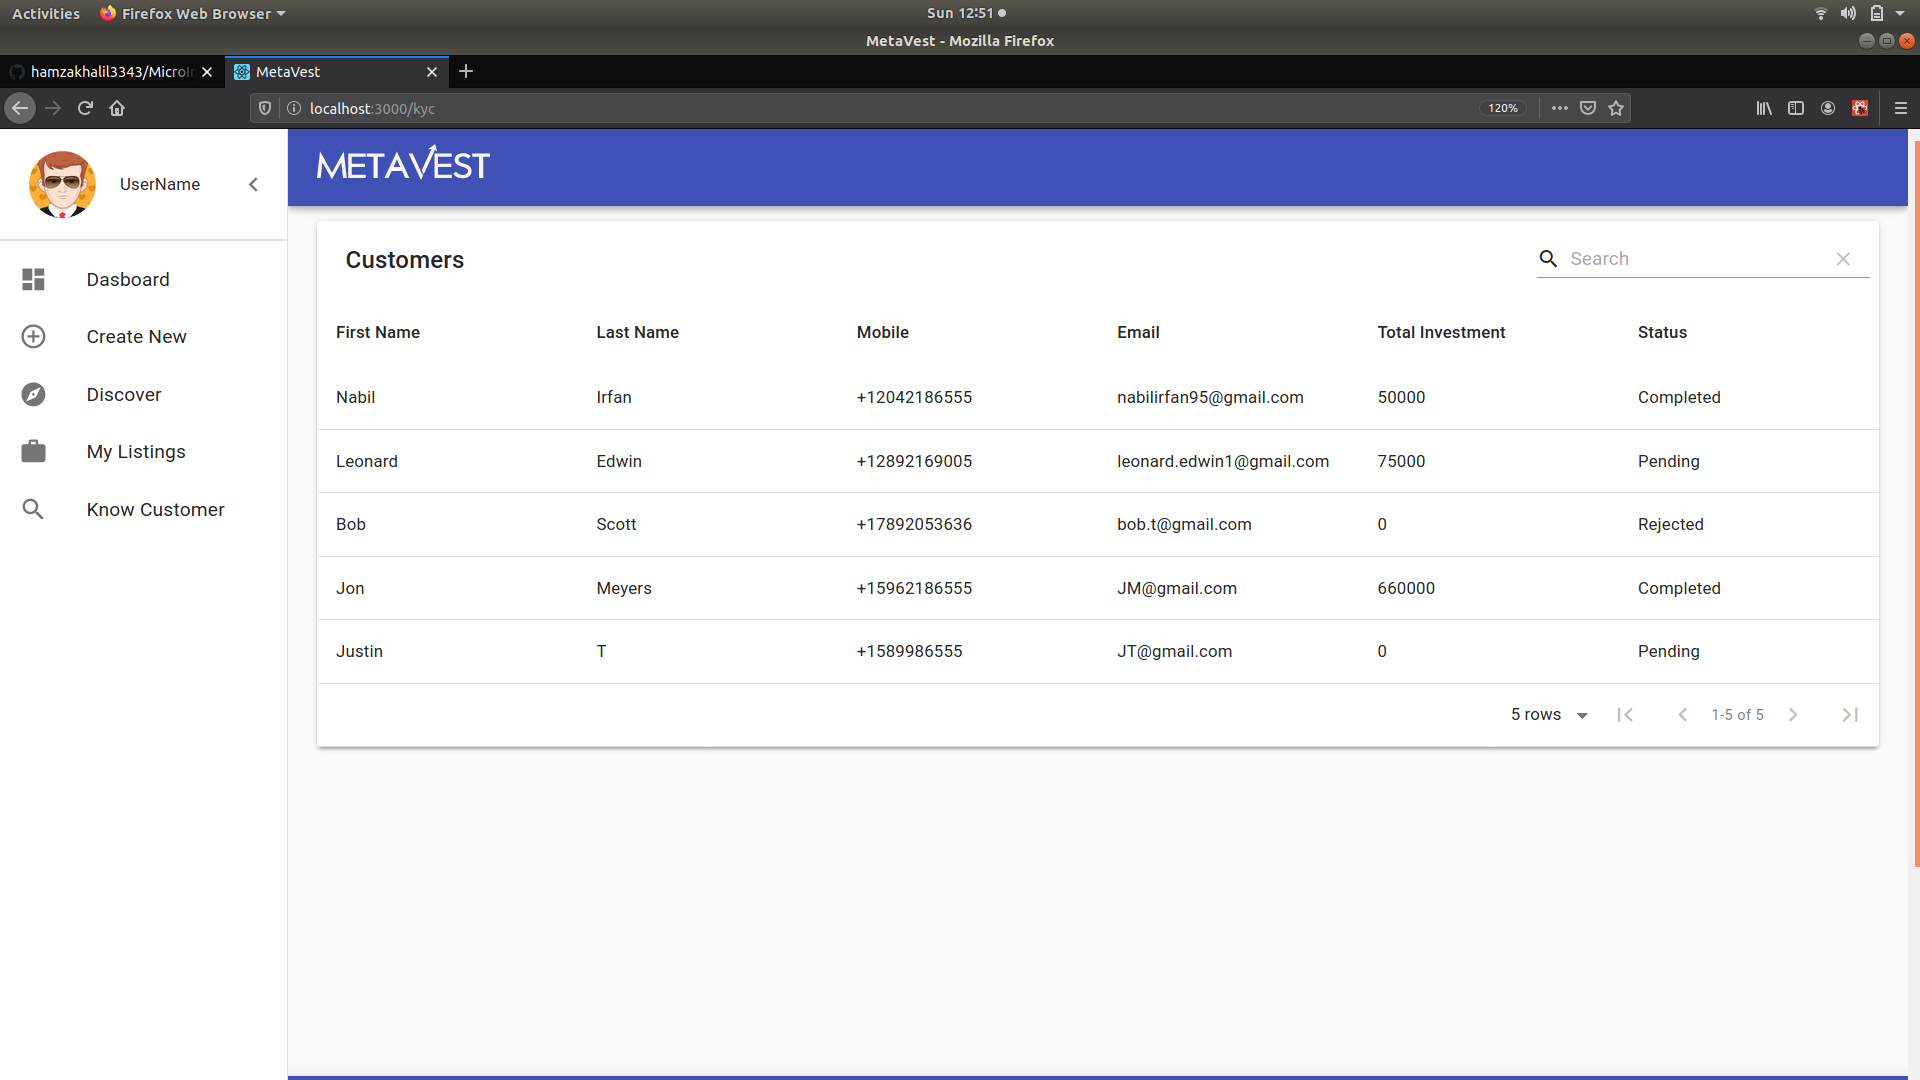 Activities Firefox Web Browser Sun 12:51
MetaVest - Mozilla Firefox
hamzakhalil3343/MicroIn MetaVest
localhost:3000/kyc 120%
UserName METAVEST
Customers Search
First Name Last Name Mobile Email Total Investment Status
Nabil Irfan +12042186555 nabilirfan95@gmail.com 50000 Completed
Leonard Edwin +12892169005 leonard.edwin1@gmail.com 75000 Pending
Bob Scott +17892053636 bob.t@gmail.com 0 Rejected
Jon Meyers +15962186555 JM@gmail.com 660000 Completed
Justin T +1589986555 JT@gmail.com 0 Pending
5 rows 1-5 of 5
Dasboard
Create New
Discover
My Listings
Know Customer